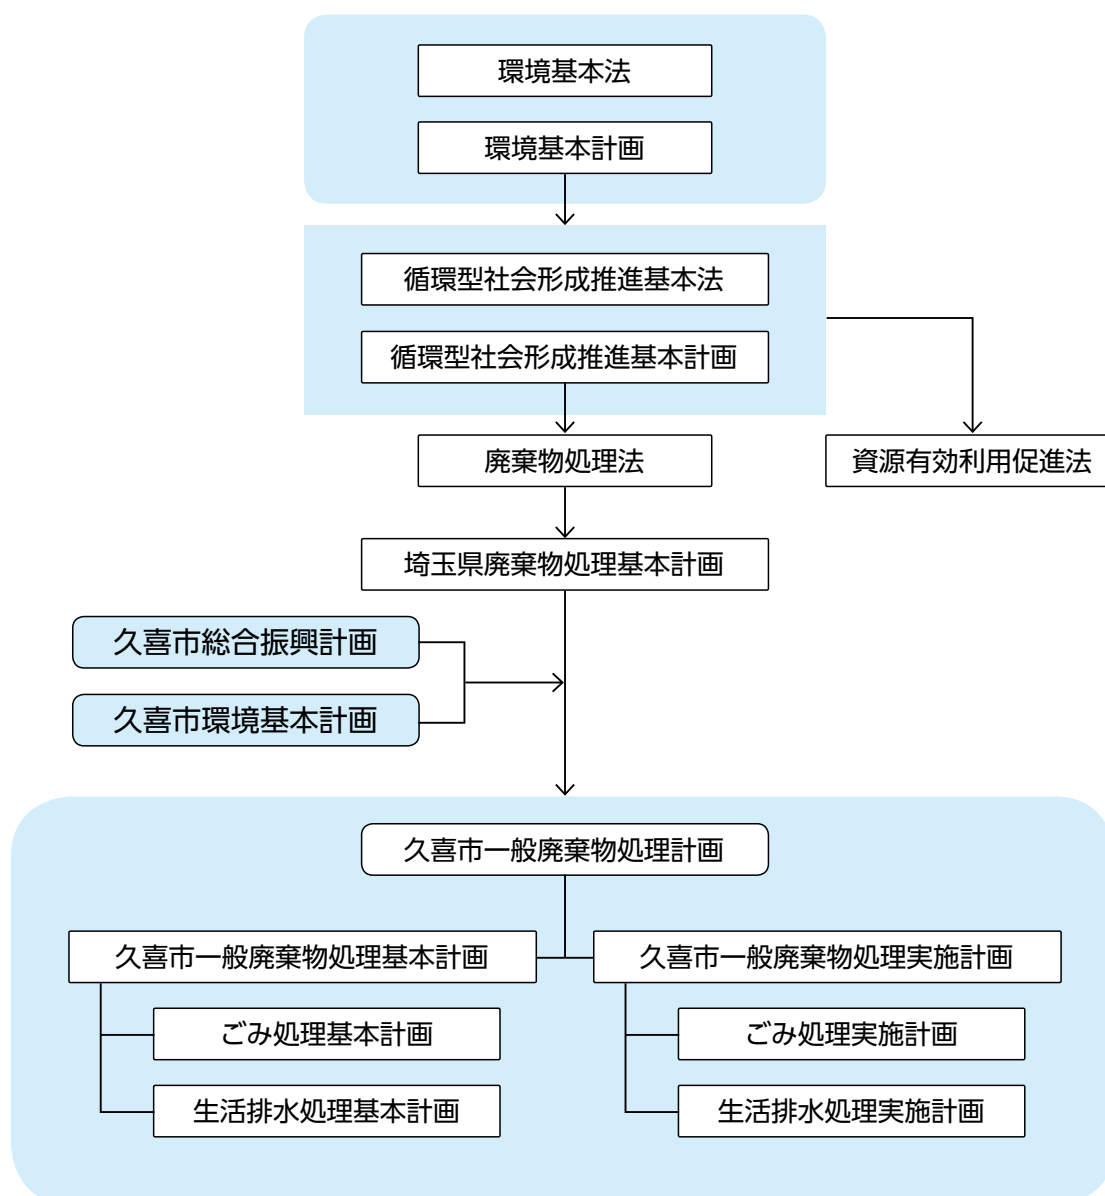 環境基本法
環境基本計画
循環型社会形成推進基本法
循環型社会形成推進基本計画
廃棄物処理法
資源有効利用促進法
埼玉県廃棄物処理基本計画
久喜市総合振興計画
久喜市環境基本計画
久喜市一般廃棄物処理計画
久喜市一般廃棄物処理基本計画
ごみ処理基本計画
生活排水処理基本計画
久喜市一般廃棄物処理実施計画
ごみ処理実施計画
生活排水処理実施計画